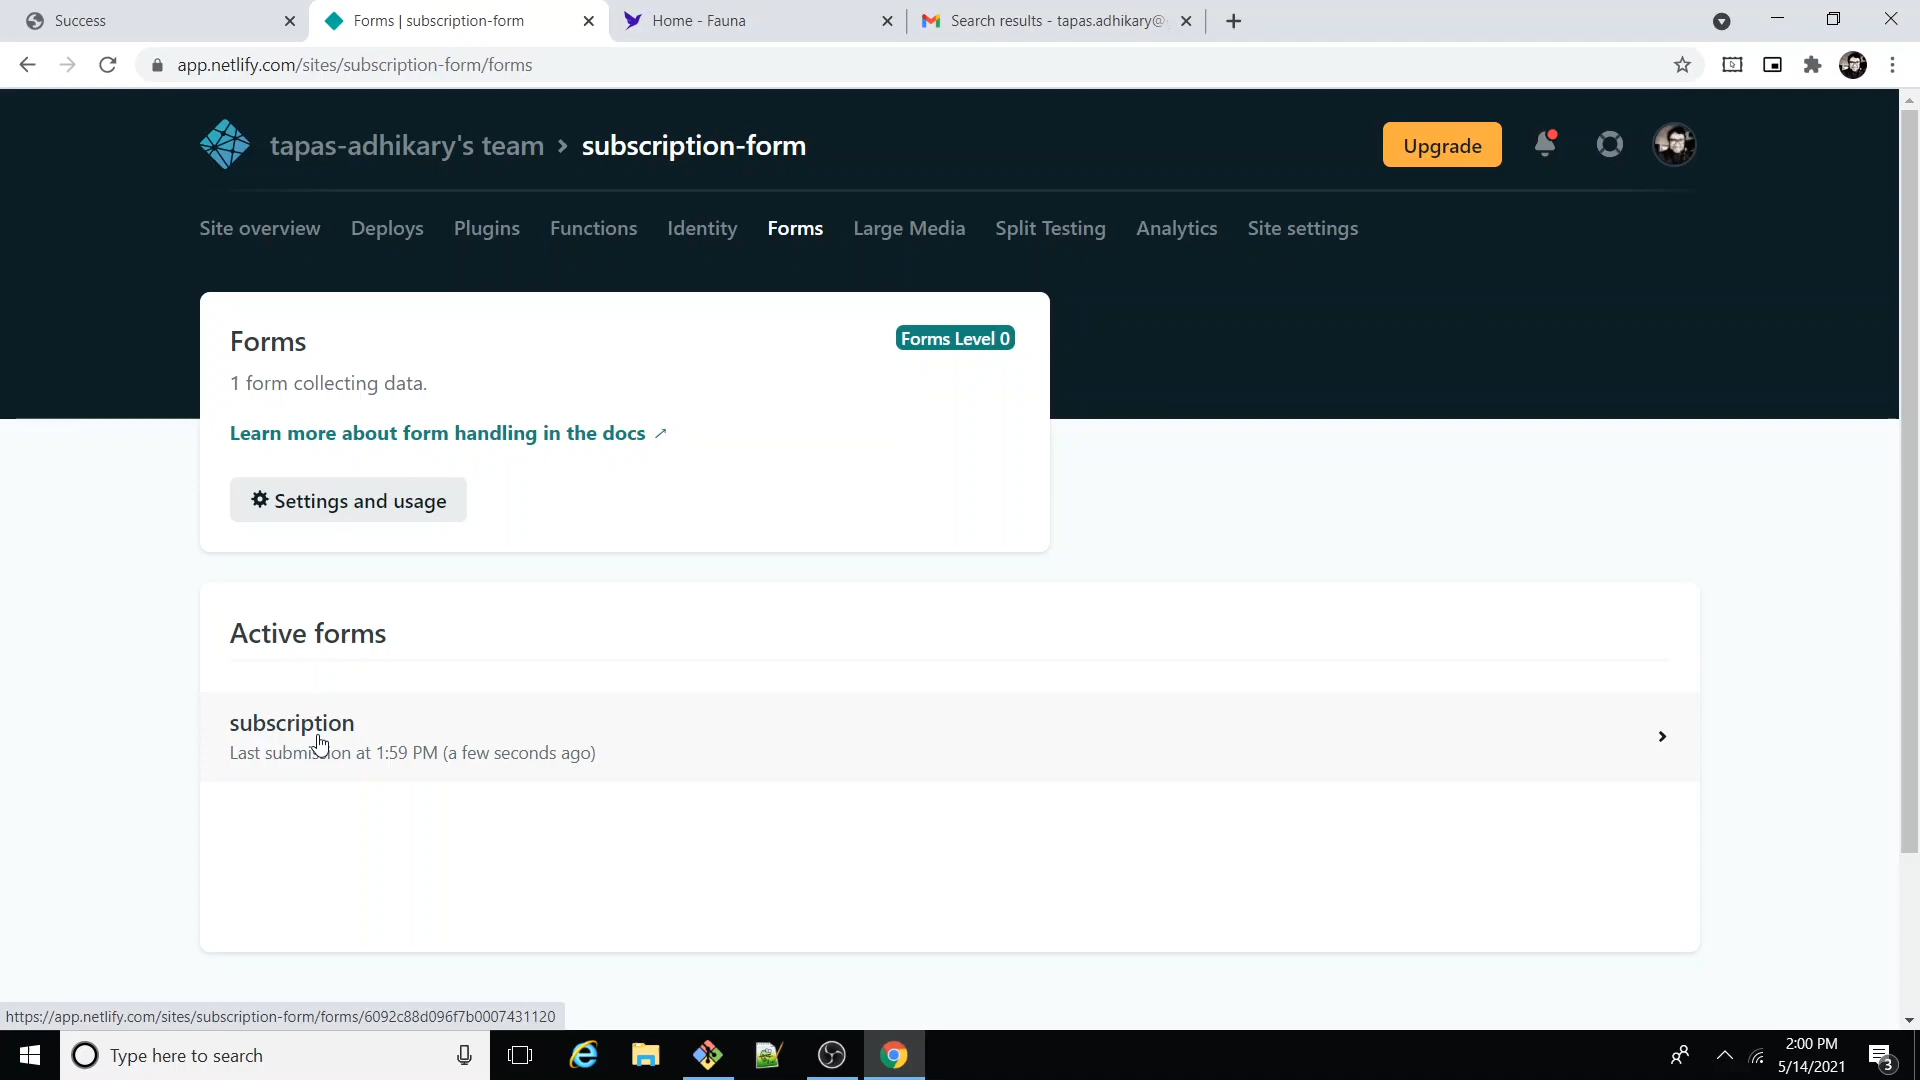 Success
Forms | subscription-form
Home - Fauna
Search results - tapas.adhikary@
app.netlify.com/sites/subscription-form/forms
tapas-adhikary's team > subscription-form
Upgrade
Site overview Deploys Plugins Functions Identity Forms Large Media Split Testing Analytics Site settings
Forms
Forms Level 0
1 form collecting data.
Learn more about form handling in the docs ↗
Settings and usage
Active forms
subscription
Last submission at 1:59 PM (a few seconds ago)
https://app.netlify.com/sites/subscription-form/forms/6092c88d096f7b0007431120
Type here to search
2:00 PM
5/14/2021
3